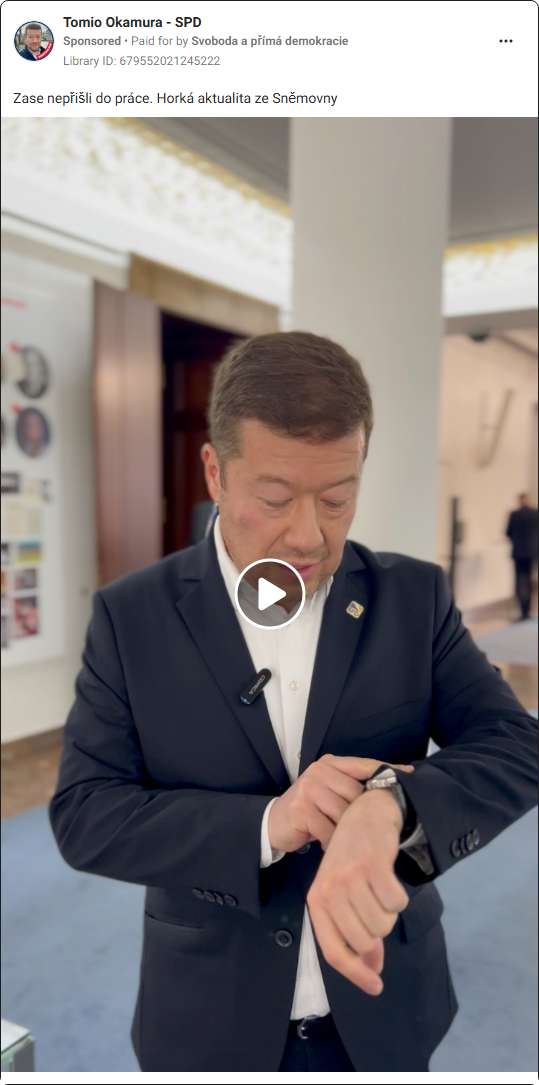 Tomio Okamura - SPD
Sponsored • Paid for by Svoboda a přímá demokracie
Library ID: 679552021245222
Zase nepřišli do práce. Horká aktualita ze Sněmovny